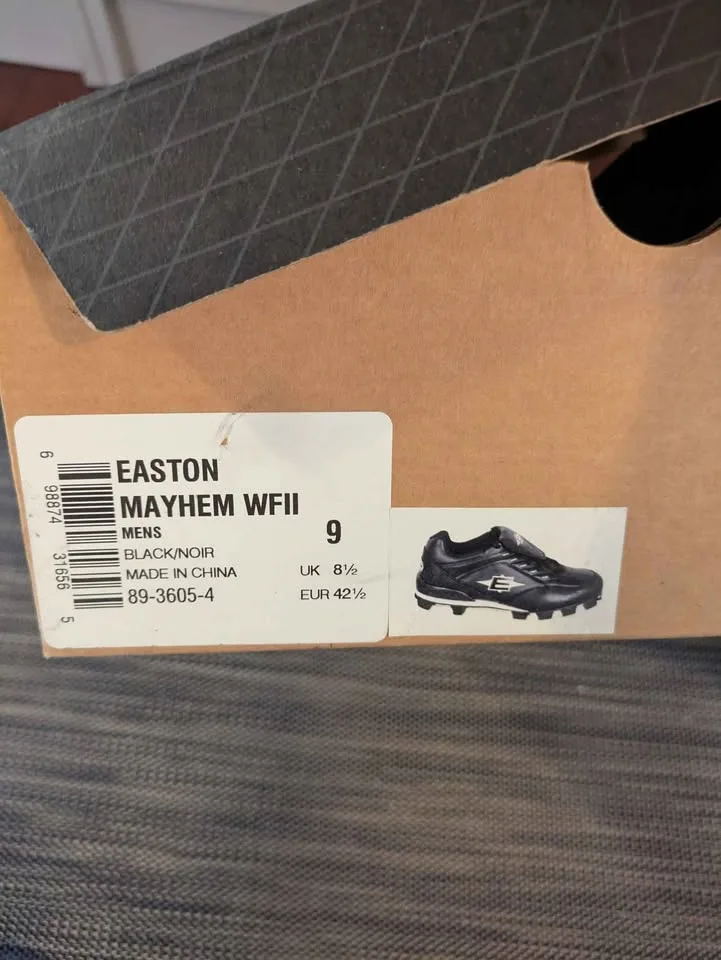 EASTON
MAYHEM WFII
MENS 9
BLACK/NOIR
MADE IN CHINA UK 8½
89-3605-4 EUR 42½
6 98874 31656 5
E